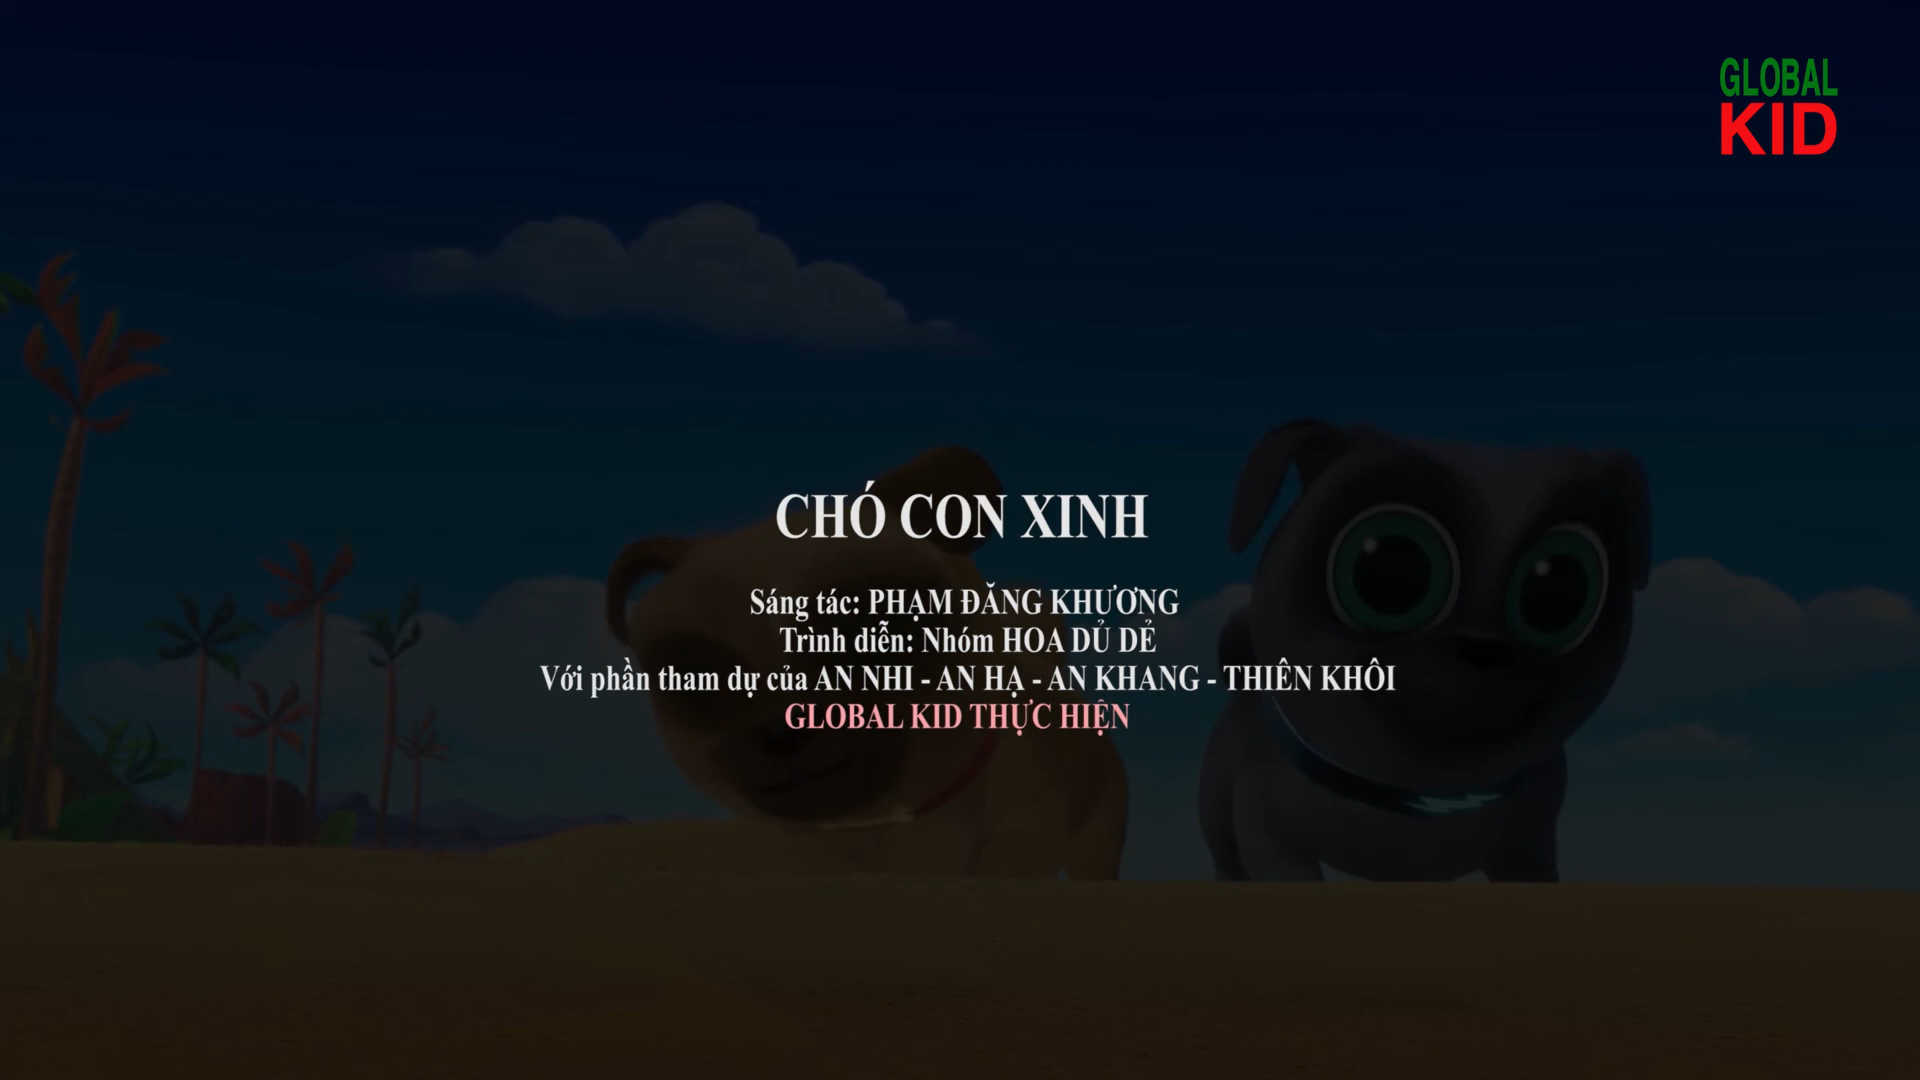 GLOBAL
KID
CHÓ CON XINH
Sáng tác: PHẠM ĐĂNG KHƯƠNG
Trình diễn: Nhóm HOA DỦ DẺ
Với phần tham dự của AN NHI - AN HẠ - AN KHANG - THIÊN KHÔI
GLOBAL KID THỰC HIỆN